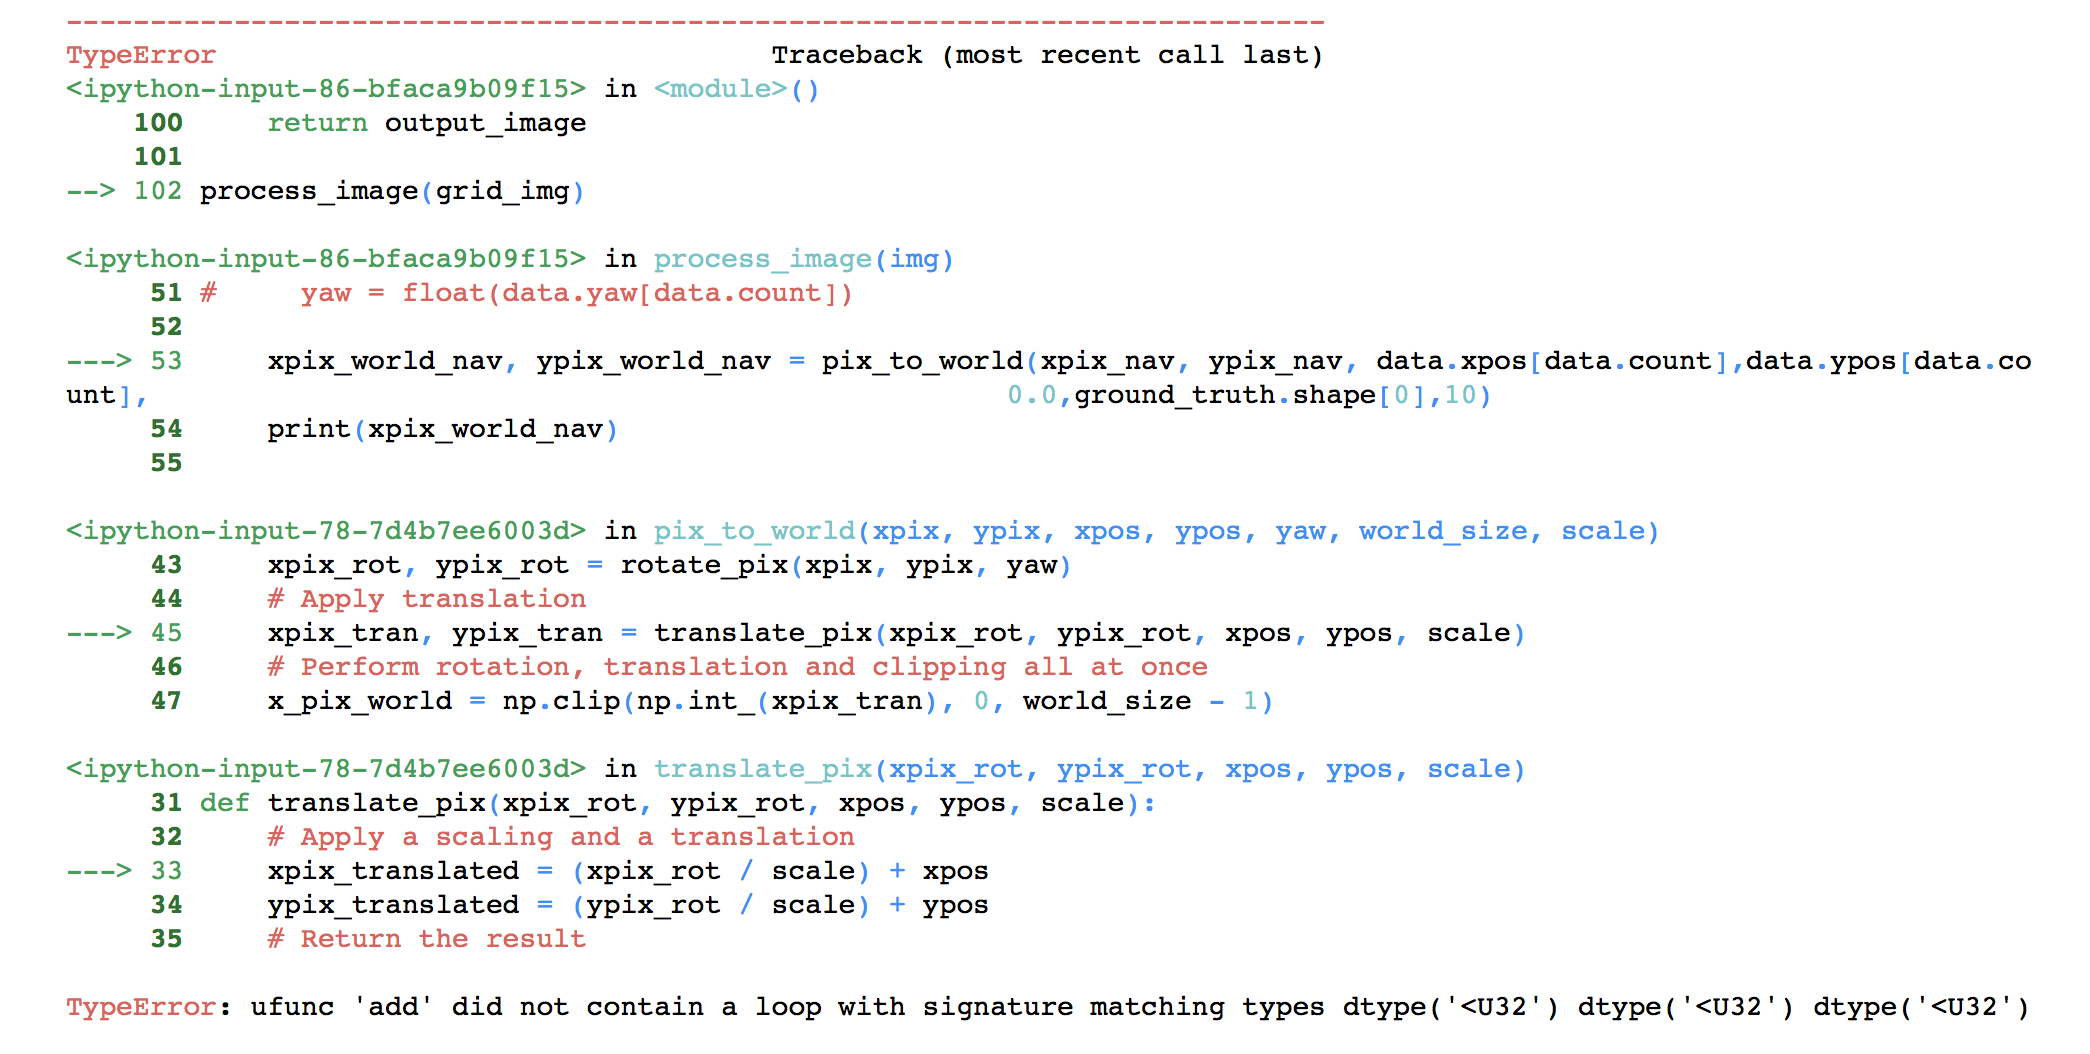 ---------------------------------------------------------------------------
TypeError                                 Traceback (most recent call last)
<ipython-input-86-bfaca9b09f15> in <module>()
    100     return output_image
    101
--> 102 process_image(grid_img)

<ipython-input-86-bfaca9b09f15> in process_image(img)
     51 #     yaw = float(data.yaw[data.count])
     52
---> 53     xpix_world_nav, ypix_world_nav = pix_to_world(xpix_nav, ypix_nav, data.xpos[data.count],data.ypos[data.co
unt],                                                   0.0,ground_truth.shape[0],10)
     54     print(xpix_world_nav)
     55

<ipython-input-78-7d4b7ee6003d> in pix_to_world(xpix, ypix, xpos, ypos, yaw, world_size, scale)
     43     xpix_rot, ypix_rot = rotate_pix(xpix, ypix, yaw)
     44     # Apply translation
---> 45     xpix_tran, ypix_tran = translate_pix(xpix_rot, ypix_rot, xpos, ypos, scale)
     46     # Perform rotation, translation and clipping all at once
     47     x_pix_world = np.clip(np.int_(xpix_tran), 0, world_size - 1)

<ipython-input-78-7d4b7ee6003d> in translate_pix(xpix_rot, ypix_rot, xpos, ypos, scale)
     31 def translate_pix(xpix_rot, ypix_rot, xpos, ypos, scale):
     32     # Apply a scaling and a translation
---> 33     xpix_translated = (xpix_rot / scale) + xpos
     34     ypix_translated = (ypix_rot / scale) + ypos
     35     # Return the result

TypeError: ufunc 'add' did not contain a loop with signature matching types dtype('<U32') dtype('<U32') dtype('<U32')